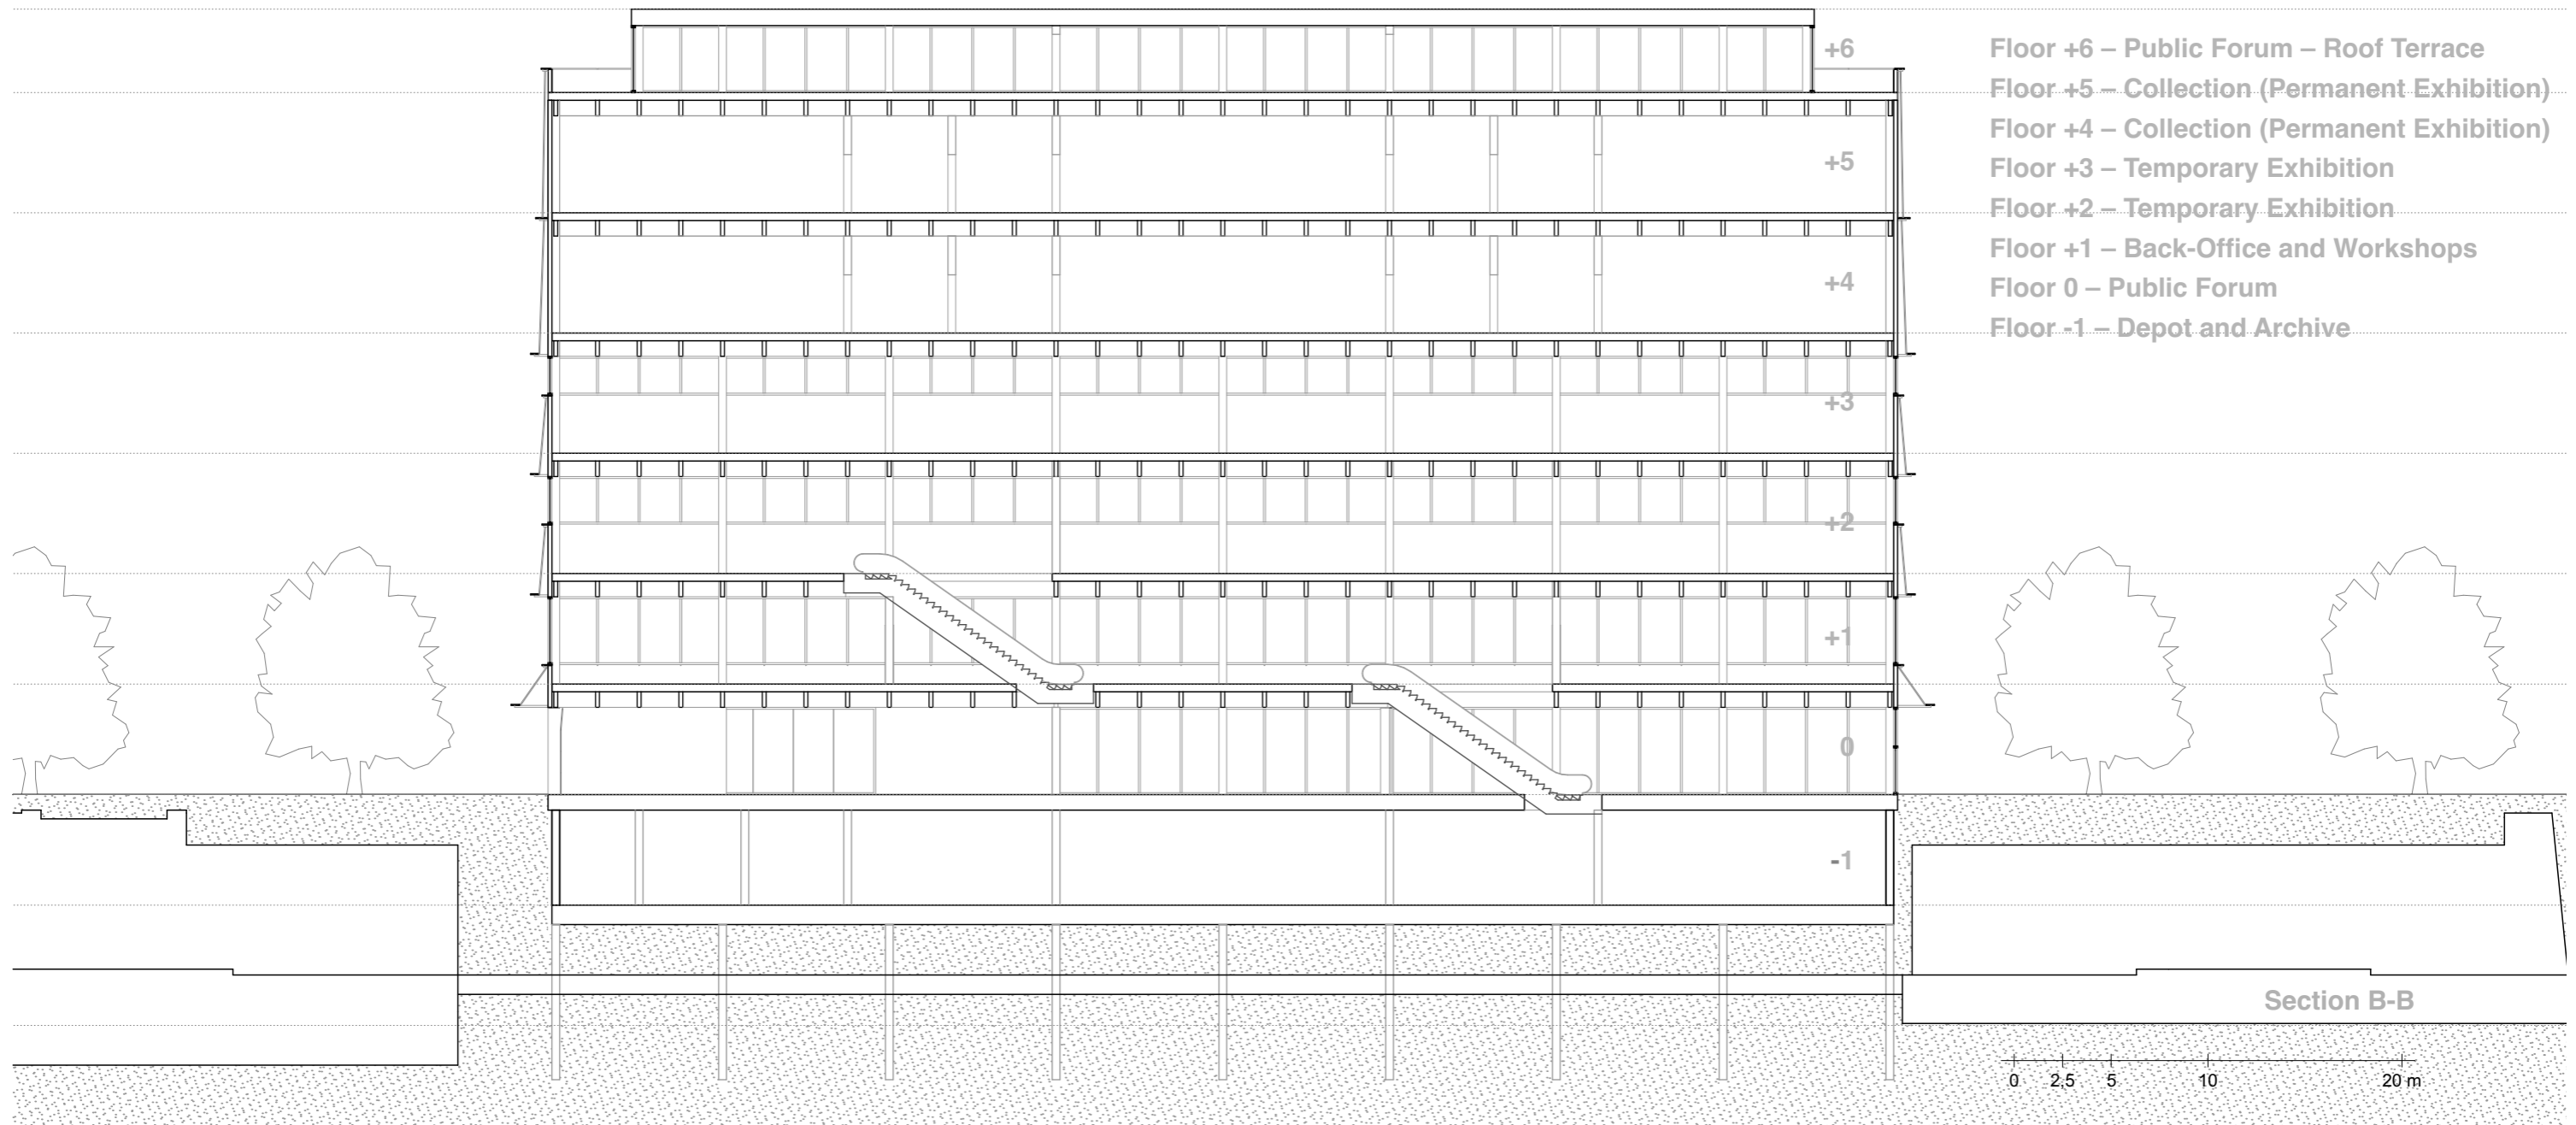 +6
Floor +6 – Public Forum – Roof Terrace
Floor +5 – Collection (Permanent Exhibition)
Floor +4 – Collection (Permanent Exhibition)
+5
Floor +3 – Temporary Exhibition
Floor +2 – Temporary Exhibition
Floor +1 – Back-Office and Workshops
+4
Floor 0 – Public Forum
Floor -1 – Depot and Archive
+3
+2
+1
0
-1
Section B-B
0 2,5 5 10 20 m